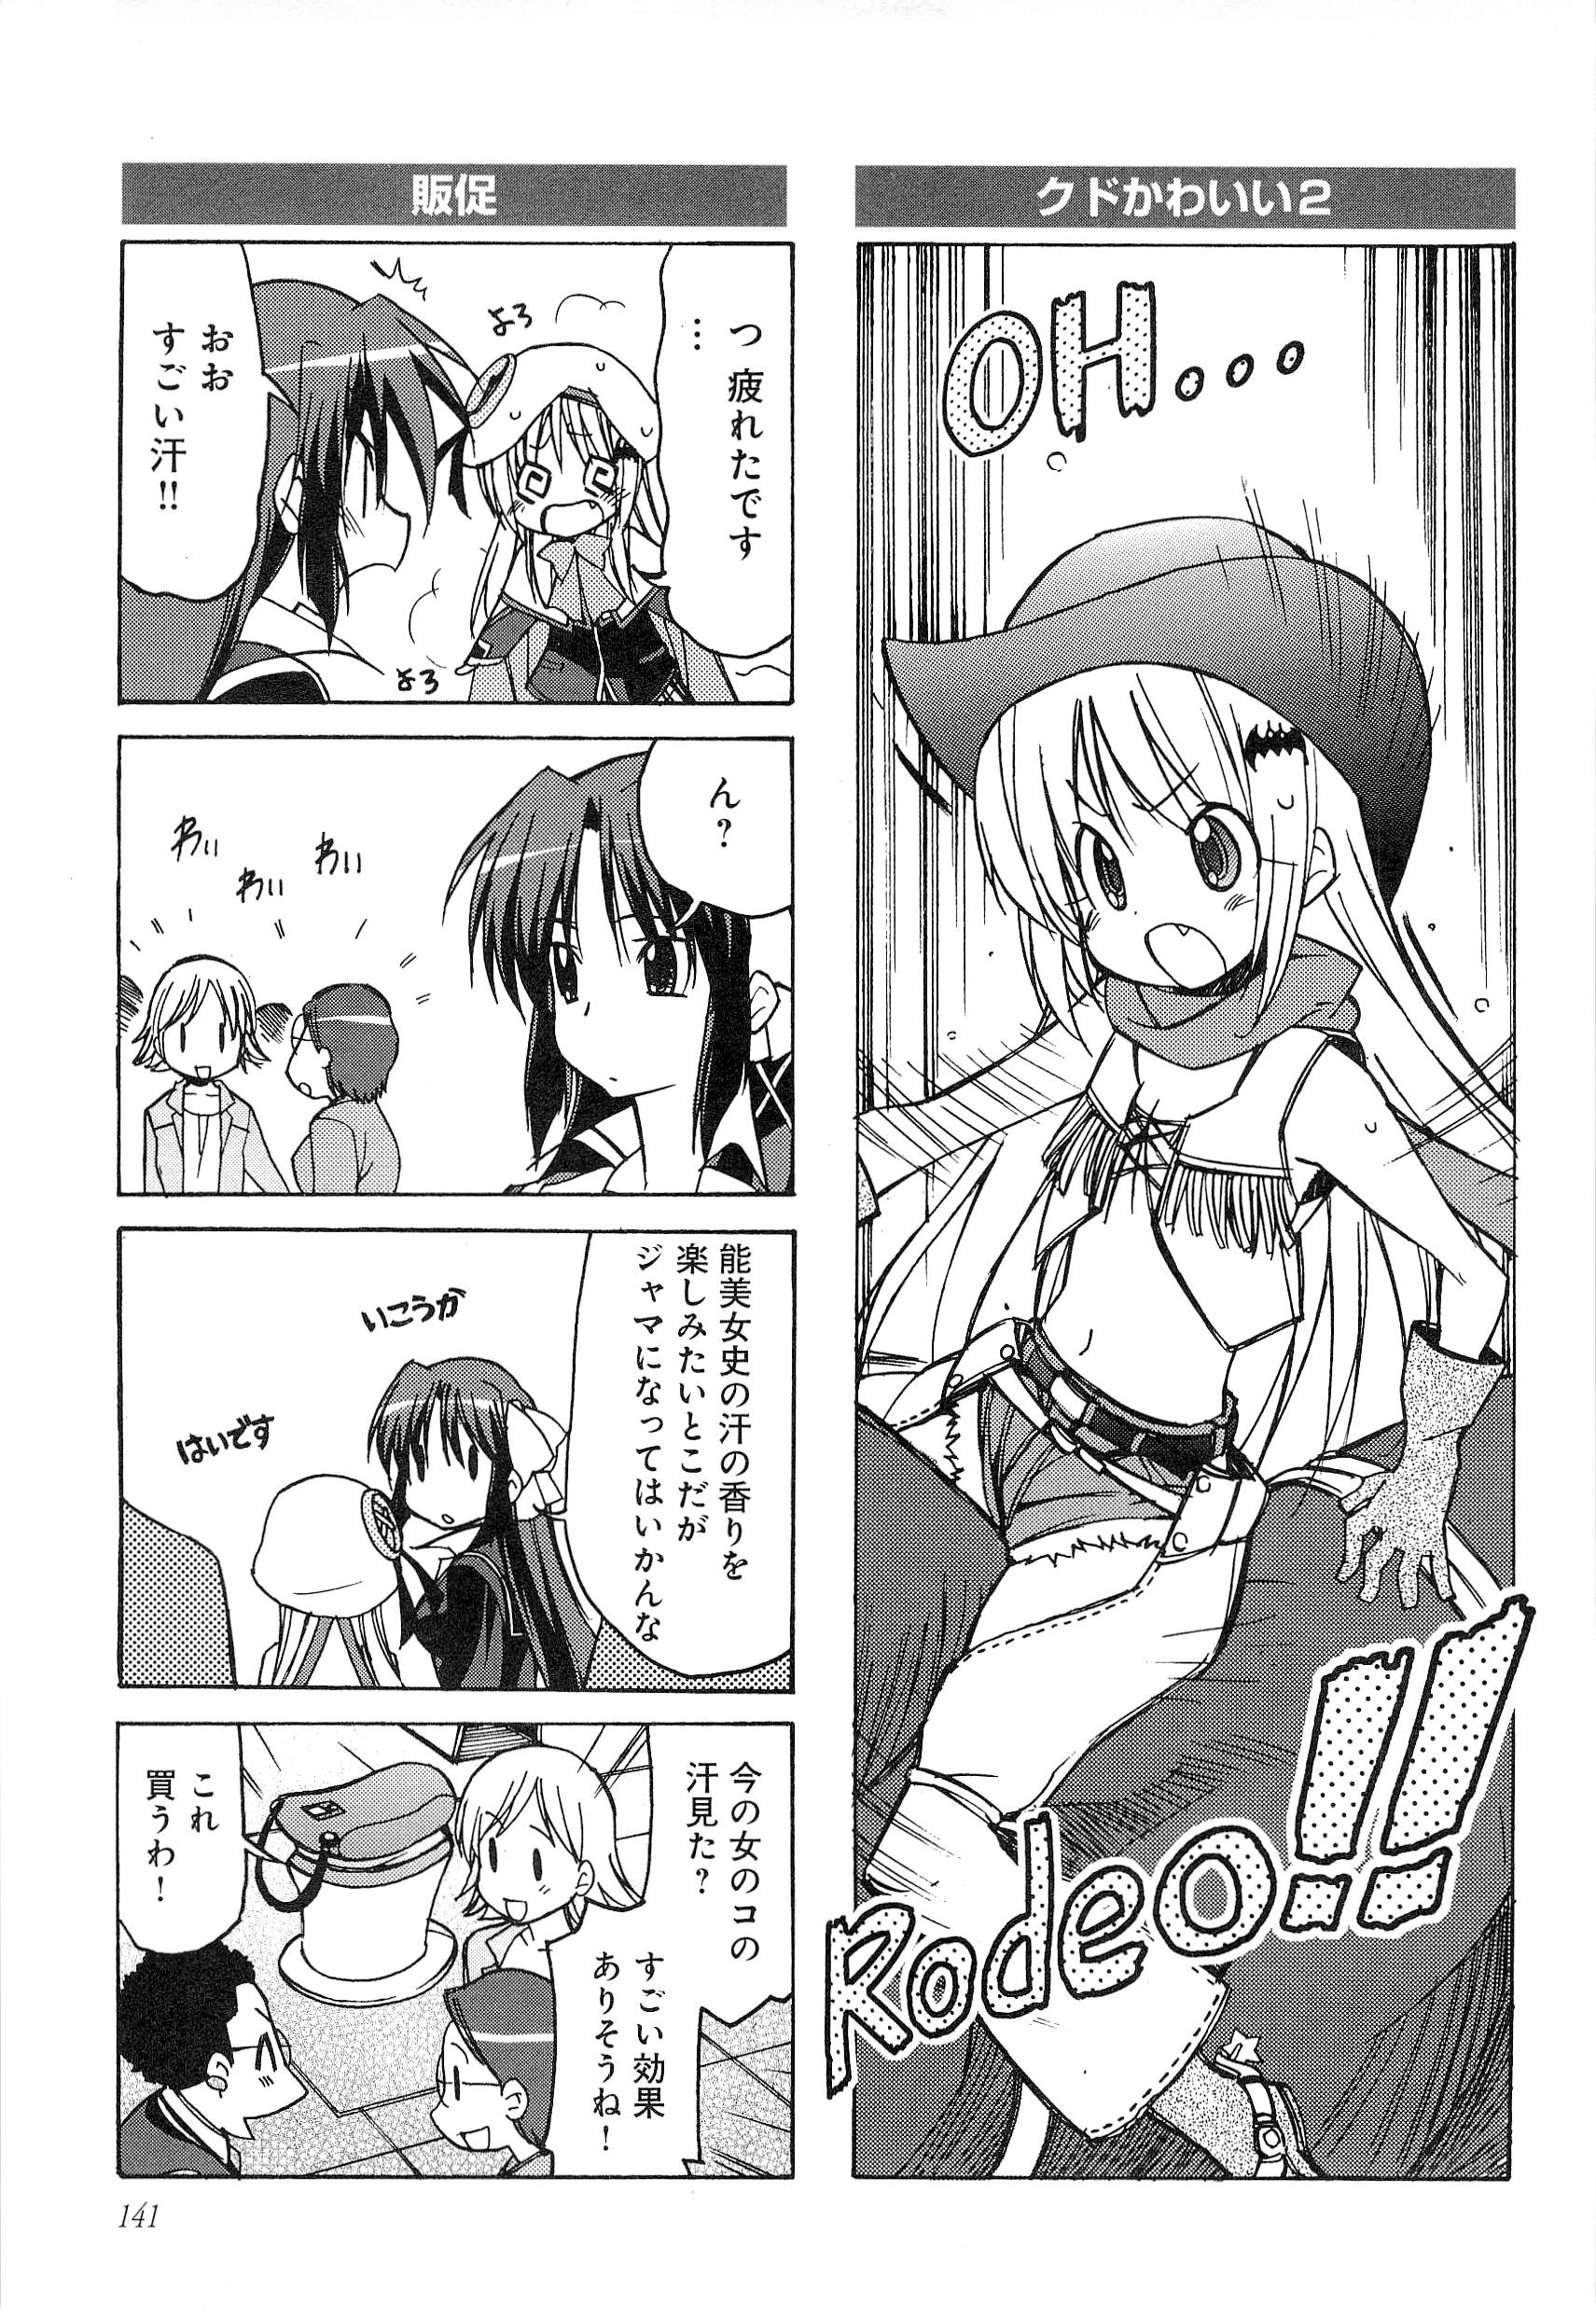 クドかわいい2
OH...
Rodeo!!
販促
つ 疲れたです
…
よろ
よろ
おお
すごい汗!!
ん?
わい
わい
わい
能美女史の汗の香りを
楽しみたいとこだが
ジャマになってはいかんな
いこうか
はいです
今の女のコの
汗見た?
すごい効果
ありそうね!
これ
買うわ!
141